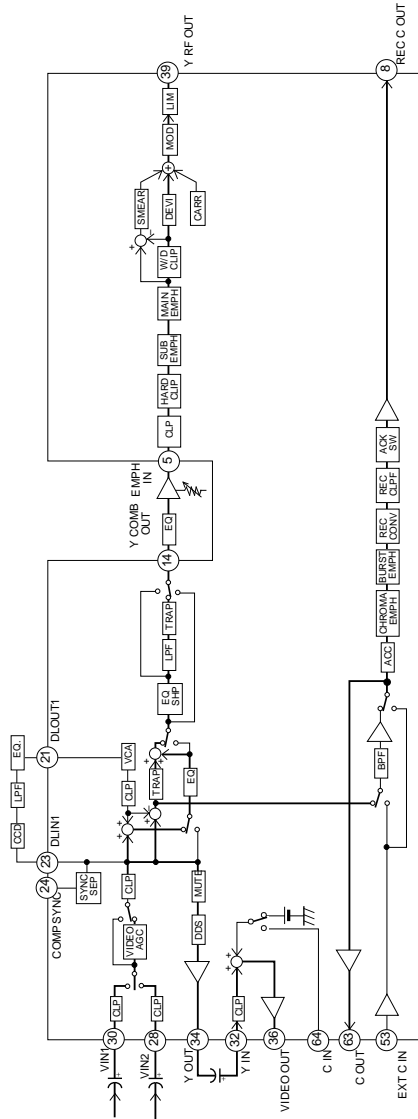 VIN1
30
CLP
VIN2
28
CLP
VIDEO
AGC
CLP
COMP SYNC
24
SYNC
SEP
DLIN1
23
CCD
LPF
EQ.
DLOUT1
21
VCA
CLP
+
+
+
-
TRAP
+
+
EQ
EQ
SHP
LPF
TRAP
14
EQ
Y COMB EMPH
OUT IN
5
CLP
HARD
CLIP
SUB
EMPH
MAIN
EMPH
W/D
CLIP
+
-
SMEAR
DEVI
CARR
+
MOD
LIM
39
Y RF OUT
Y OUT
34
DDS
MUTE
Y IN
32
CLP
+
+
VIDEO OUT
36
C IN
64
C OUT
63
EXT C IN
53
BPF
ACC
CHROMA
EMPH
BURST
EMPH
REC
CONV
REC
CLPF
ACK
SW
8
REC C OUT